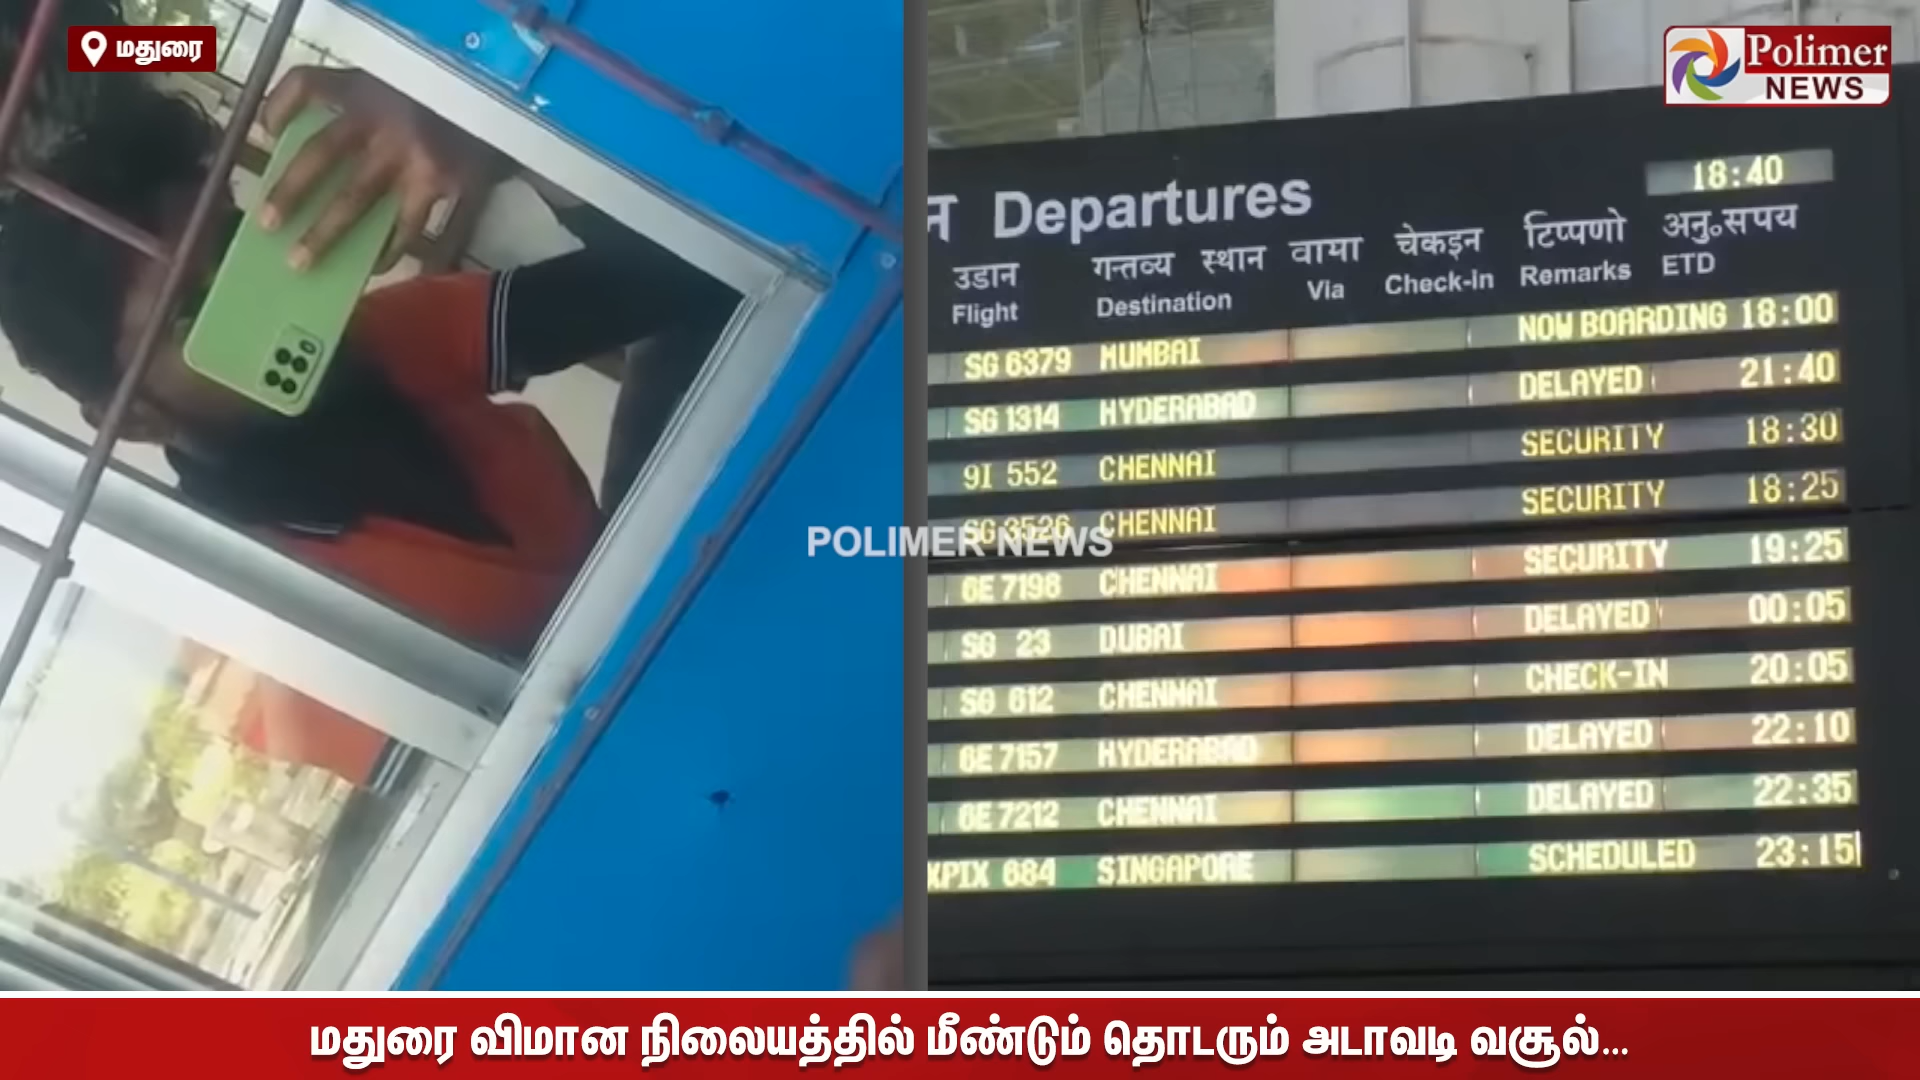 மதுரை
Polimer
NEWS
18:40
न Departures
उडान गन्तव्य स्थान वाया चेकइन टिप्पणी अनु॰सपय
Flight Destination Via Check-in Remarks ETD
SG 6379 MUMBAI NOW BOARDING 18:00
SG 1314 HYDERABAD DELAYED 21:40
9I 552 CHENNAI SECURITY 18:30
SG 3526 CHENNAI SECURITY 18:25
POLIMER NEWS
6E 7198 CHENNAI SECURITY 19:25
SG 23 DUBAI DELAYED 00:05
SG 612 CHENNAI CHECK-IN 20:05
6E 7157 HYDERABAD DELAYED 22:10
6E 7212 CHENNAI DELAYED 22:35
XPIX 684 SINGAPORE SCHEDULED 23:15
மதுரை விமான நிலையத்தில் மீண்டும் தொடரும் அடாவடி வசூல்...